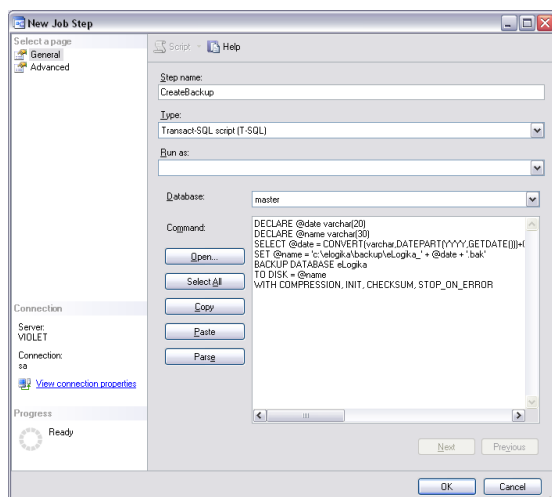 New Job Step
Select a page
General
Advanced
Script
Help
Step name:
CreateBackup
Type:
Transact-SQL script (T-SQL)
Run as:
Database:
master
Command:
DECLARE @date varchar(20)
DECLARE @name varchar(30)
SELECT @date = CONVERT(varchar,DATEPART(YYYY,GETDATE()))+
SET @name = 'c:\elogika\backup\eLogika_' + @date + '.bak'
BACKUP DATABASE eLogika
TO DISK = @name
WITH COMPRESSION, INIT, CHECKSUM, STOP_ON_ERROR
Open...
Select All
Copy
Paste
Parse
Connection
Server:
VIOLET
Connection:
sa
View connection properties
Progress
Ready
Next
Previous
OK
Cancel